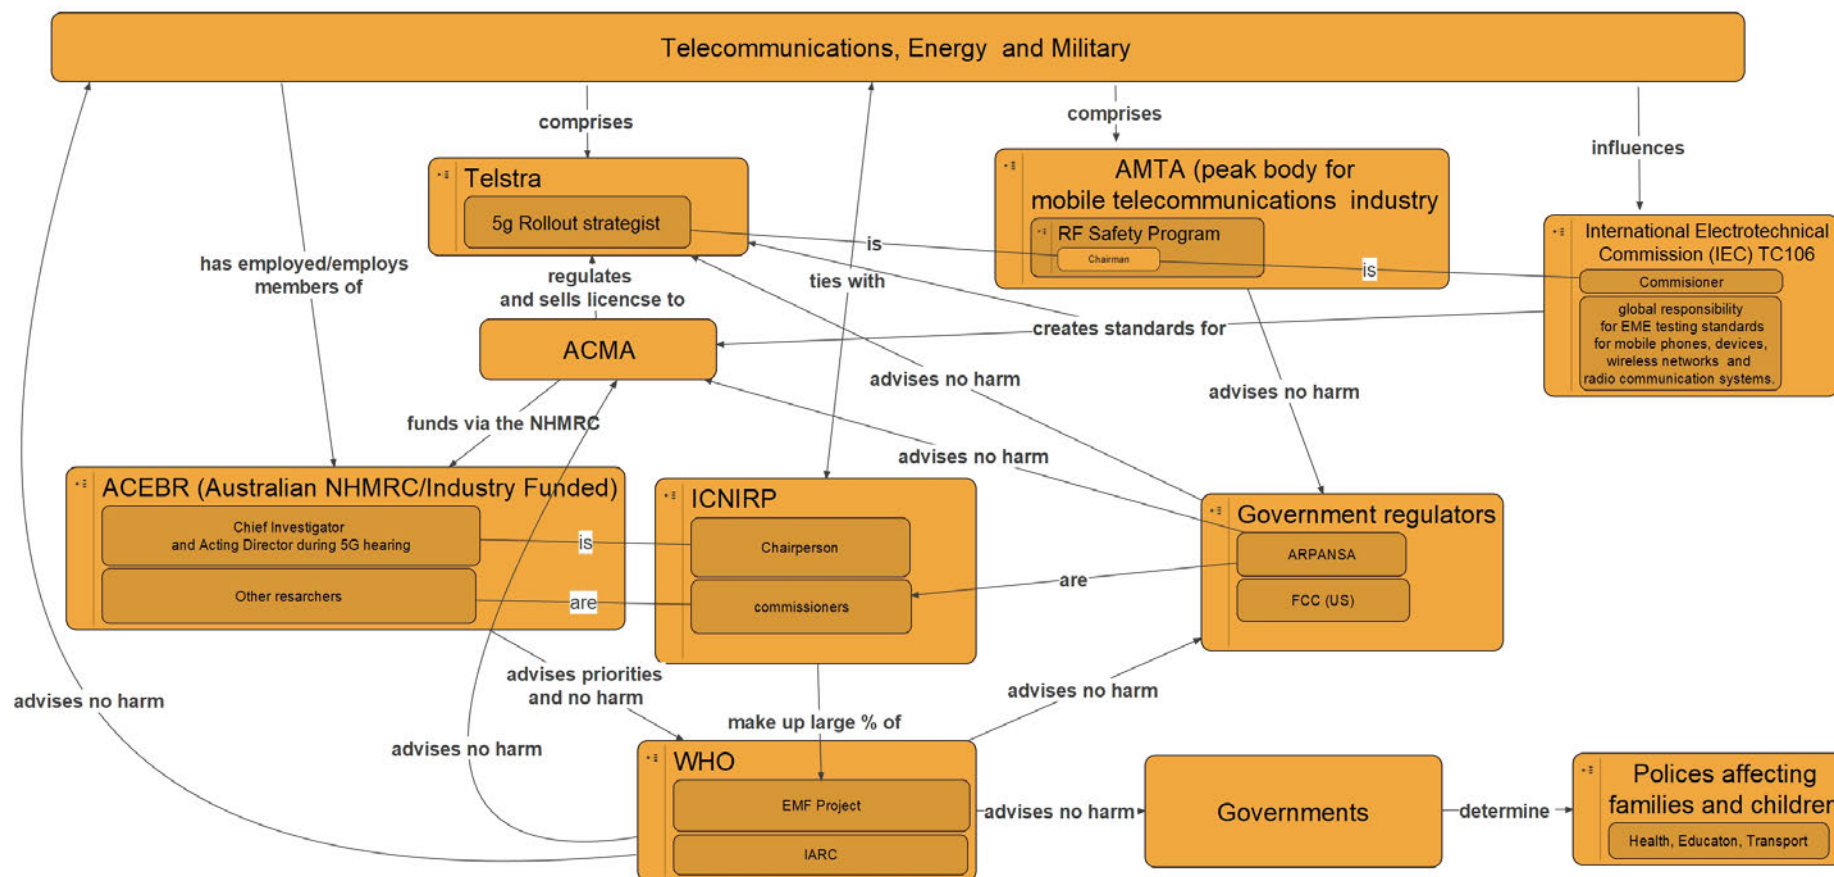 Telecommunications, Energy  and Military
comprises
comprises
influences
Telstra
5g Rollout strategist
AMTA (peak body for
mobile telecommunications  industry
RF Safety Program
Chairman
is
is
International Electrotechnical
Commission (IEC) TC106
Commisioner
global responsibility
for EME testing standards
for mobile phones, devices,
wireless networks  and
radio communication systems.
has employed/employs
members of
regulates
and sells licencse to
ties with
creates standards for
ACMA
advises no harm
advises no harm
funds via the NHMRC
advises no harm
ACEBR (Australian NHMRC/Industry Funded)
Chief Investigator
and Acting Director during 5G hearing
Other resarchers
is
are
ICNIRP
Chairperson
commissioners
are
Government regulators
ARPANSA
FCC (US)
advises no harm
advises priorities
and no harm
advises no harm
make up large % of
advises no harm
WHO
EMF Project
IARC
advises no harm
Governments
determine
Polices affecting
families and children
Health, Educaton, Transport